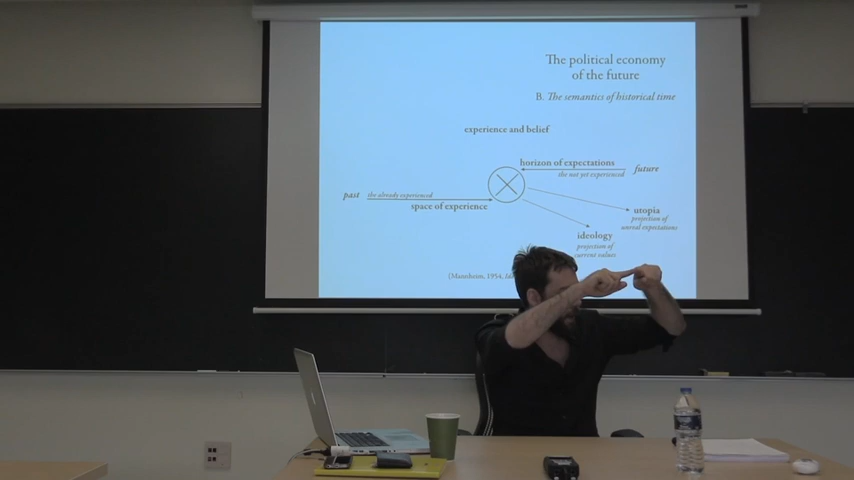 The political economy
of the future
B. The semantics of historical time
experience and belief
horizon of expectations
the not yet experienced
future
past
the already experienced
space of experience
utopia
projection of
unreal expectations
ideology
projection of
current values
(Mannheim, 1954,